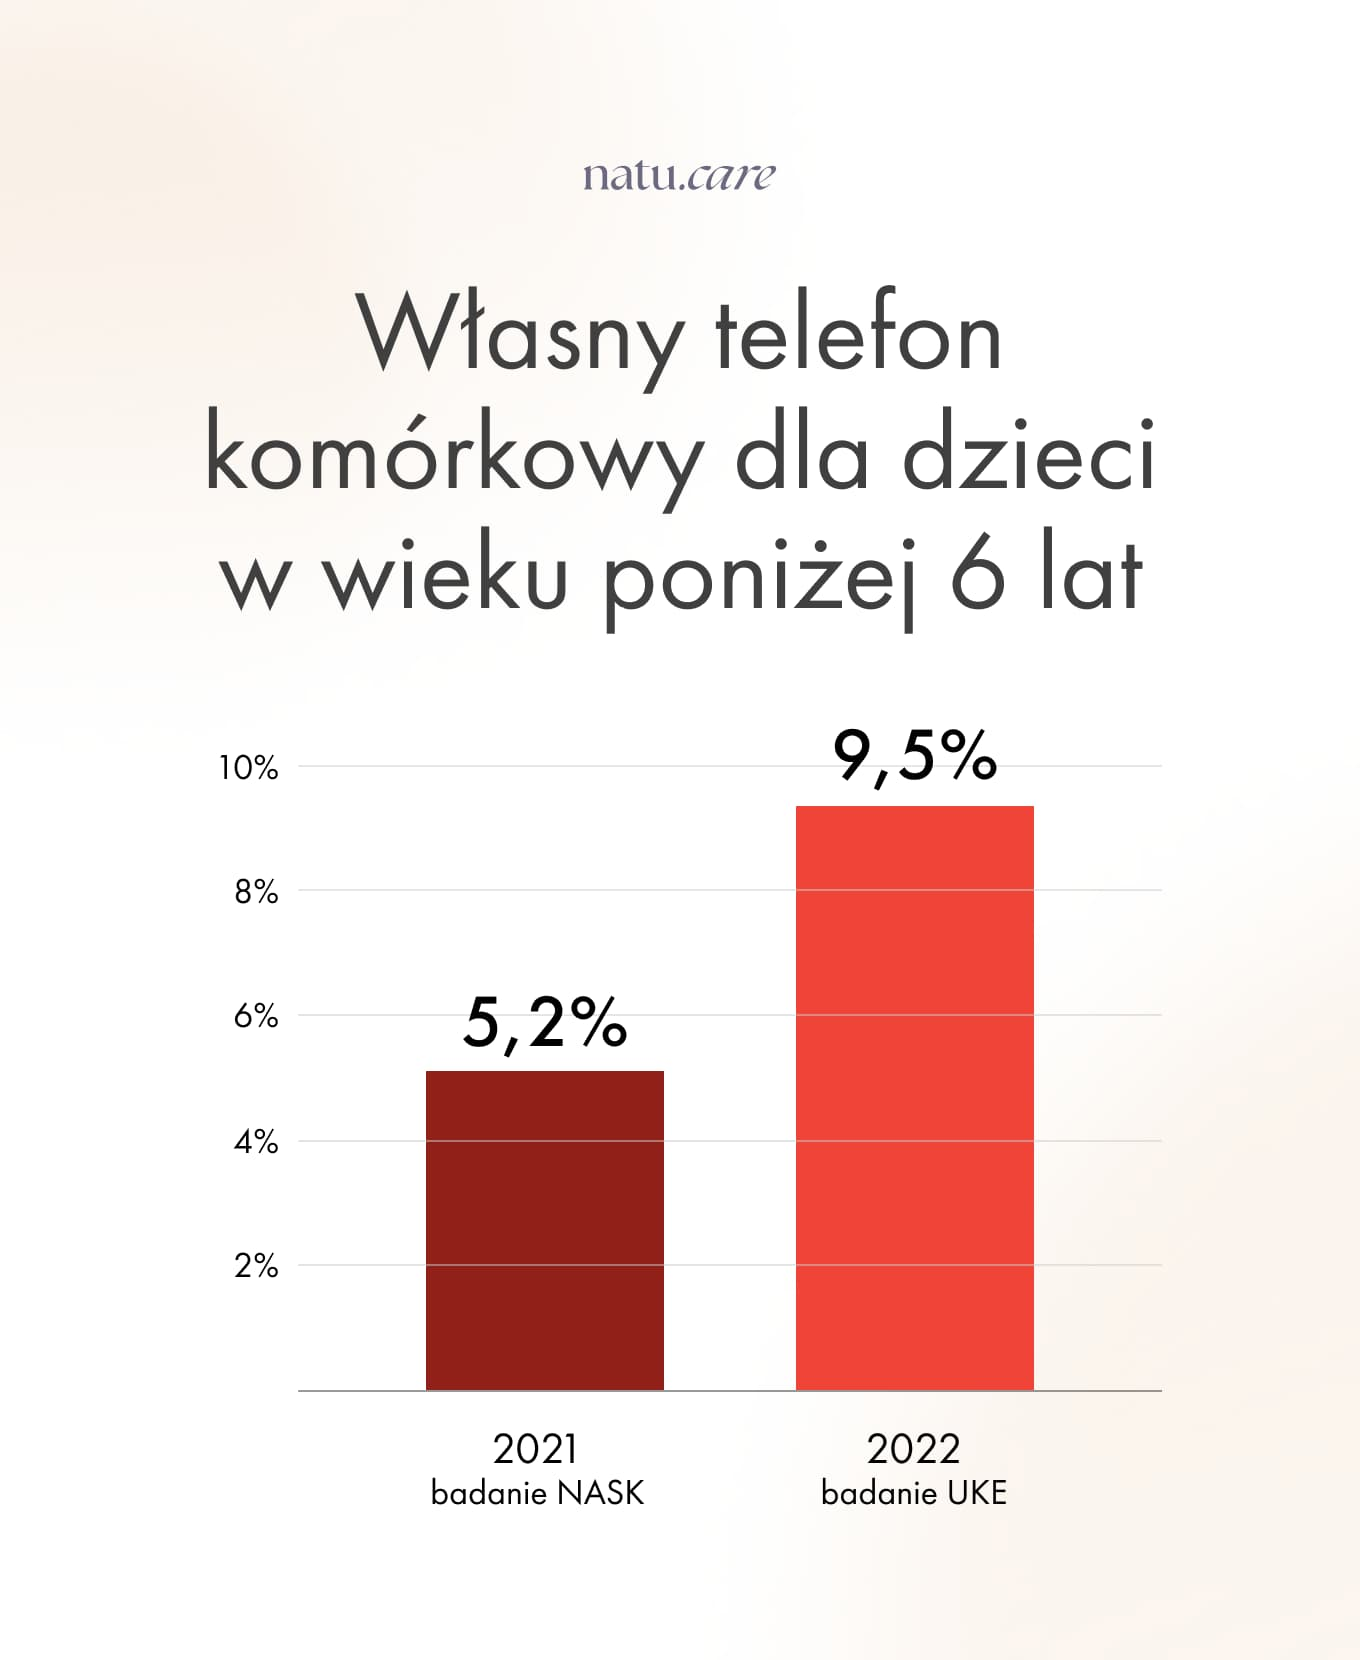 natu.care
Własny telefon
komórkowy dla dzieci
w wieku poniżej 6 lat
10%
8%
6%
4%
2%
5,2%
9,5%
2021
badanie NASK
2022
badanie UKE